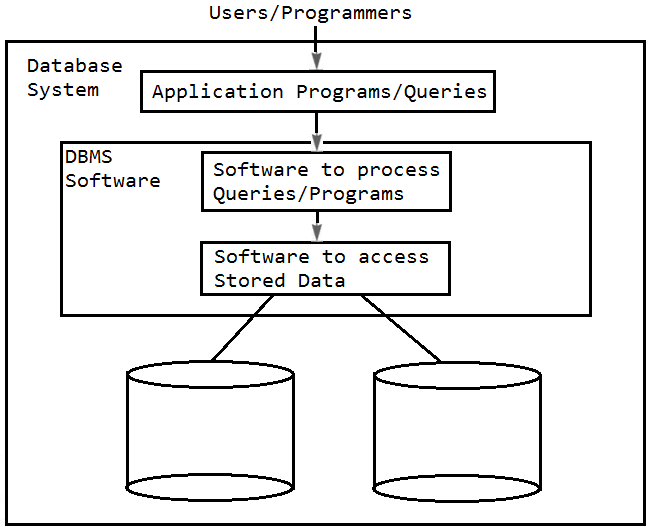 Users/Programmers
Database
System
Application Programs/Queries
DBMS
Software
Software to process
Queries/Programs
Software to access
Stored Data